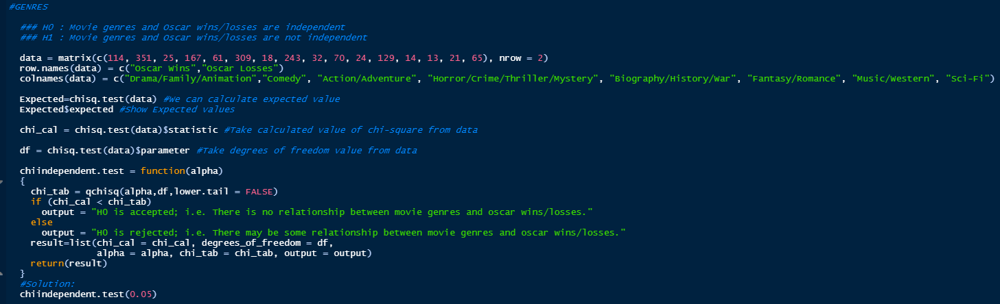 #GENRES
### H0 : Movie genres and Oscar wins/losses are independent
### H1 : Movie genres and Oscar wins/losses are not independent
data = matrix(c(114, 351, 25, 167, 61, 309, 18, 243, 32, 70, 24, 129, 14, 13, 21, 65), nrow = 2)
row.names(data) = c("Oscar Wins","Oscar Losses")
colnames(data) = c("Drama/Family/Animation","Comedy", "Action/Adventure", "Horror/Crime/Thriller/Mystery", "Biography/History/War", "Fantasy/Romance", "Music/Western", "Sci-Fi")
Expected=chisq.test(data) #We can calculate expected value
Expected$expected #Show Expected values
chi_cal = chisq.test(data)$statistic #Take calculated value of chi-square from data
df = chisq.test(data)$parameter #Take degrees of freedom value from data
chiindependent.test = function(alpha)
{
chi_tab = qchisq(alpha,df,lower.tail = FALSE)
if (chi_cal < chi_tab)
output = "H0 is accepted; i.e. There is no relationship between movie genres and oscar wins/losses."
else
output = "H0 is rejected; i.e. There may be some relationship between movie genres and oscar wins/losses."
result=list(chi_cal = chi_cal, degrees_of_freedom = df,
alpha = alpha, chi_tab = chi_tab, output = output)
return(result)
}
#Solution:
chiindependent.test(0.05)